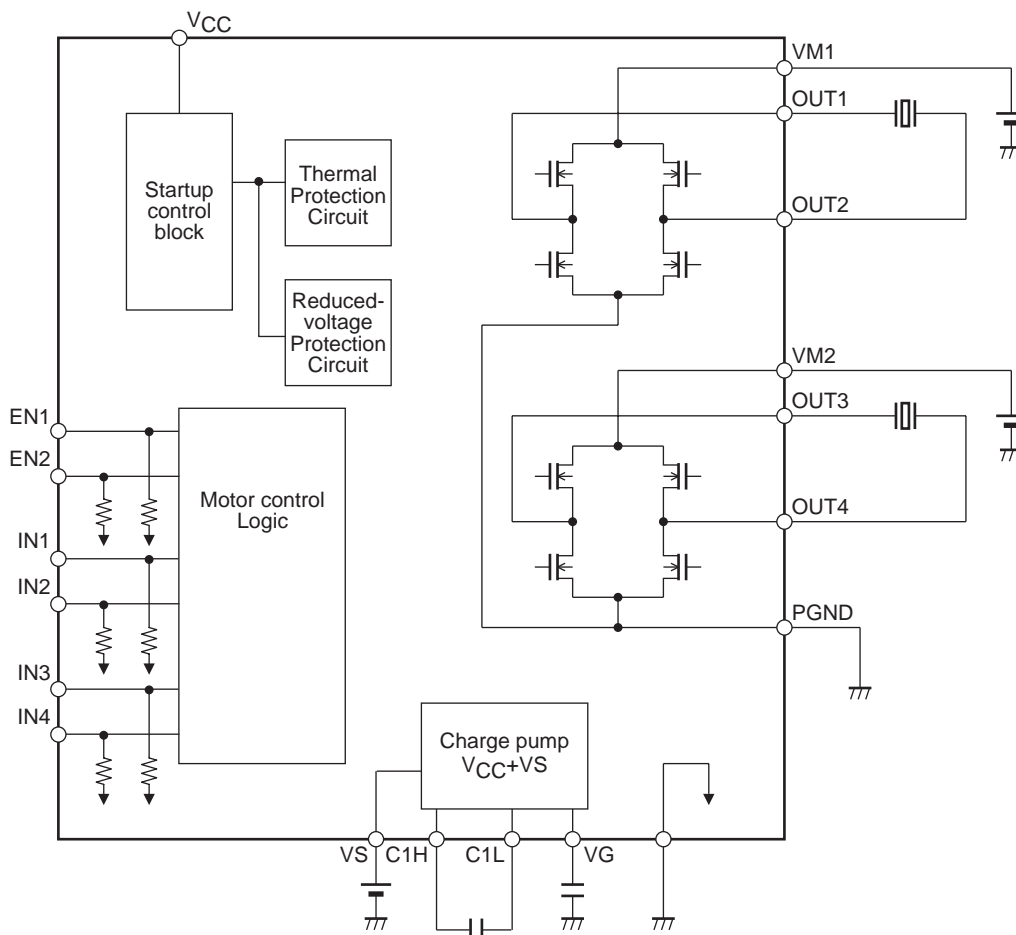 VCC
VM1
OUT1
Thermal
Protection
Circuit
Startup
control
block
OUT2
Reduced-
voltage
Protection
Circuit
VM2
OUT3
EN1
EN2
Motor control
Logic
OUT4
IN1
IN2
PGND
IN3
IN4
Charge pump
VCC+VS
VS
C1H
C1L
VG